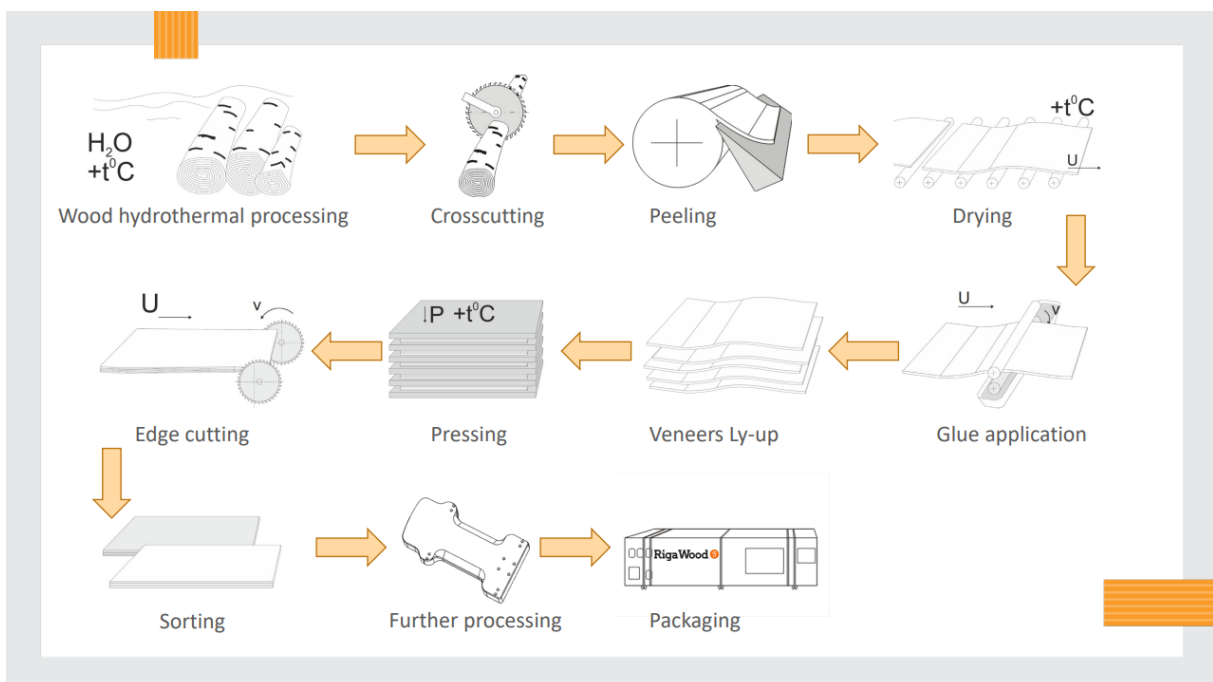 H₂O
+t⁰C
Wood hydrothermal processing
Crosscutting
Peeling
+t⁰C
U
Drying
U
v
Edge cutting
↓P +t⁰C
Pressing
Veneers Ly-up
U
v
Glue application
Sorting
Further processing
RigaWood
Packaging